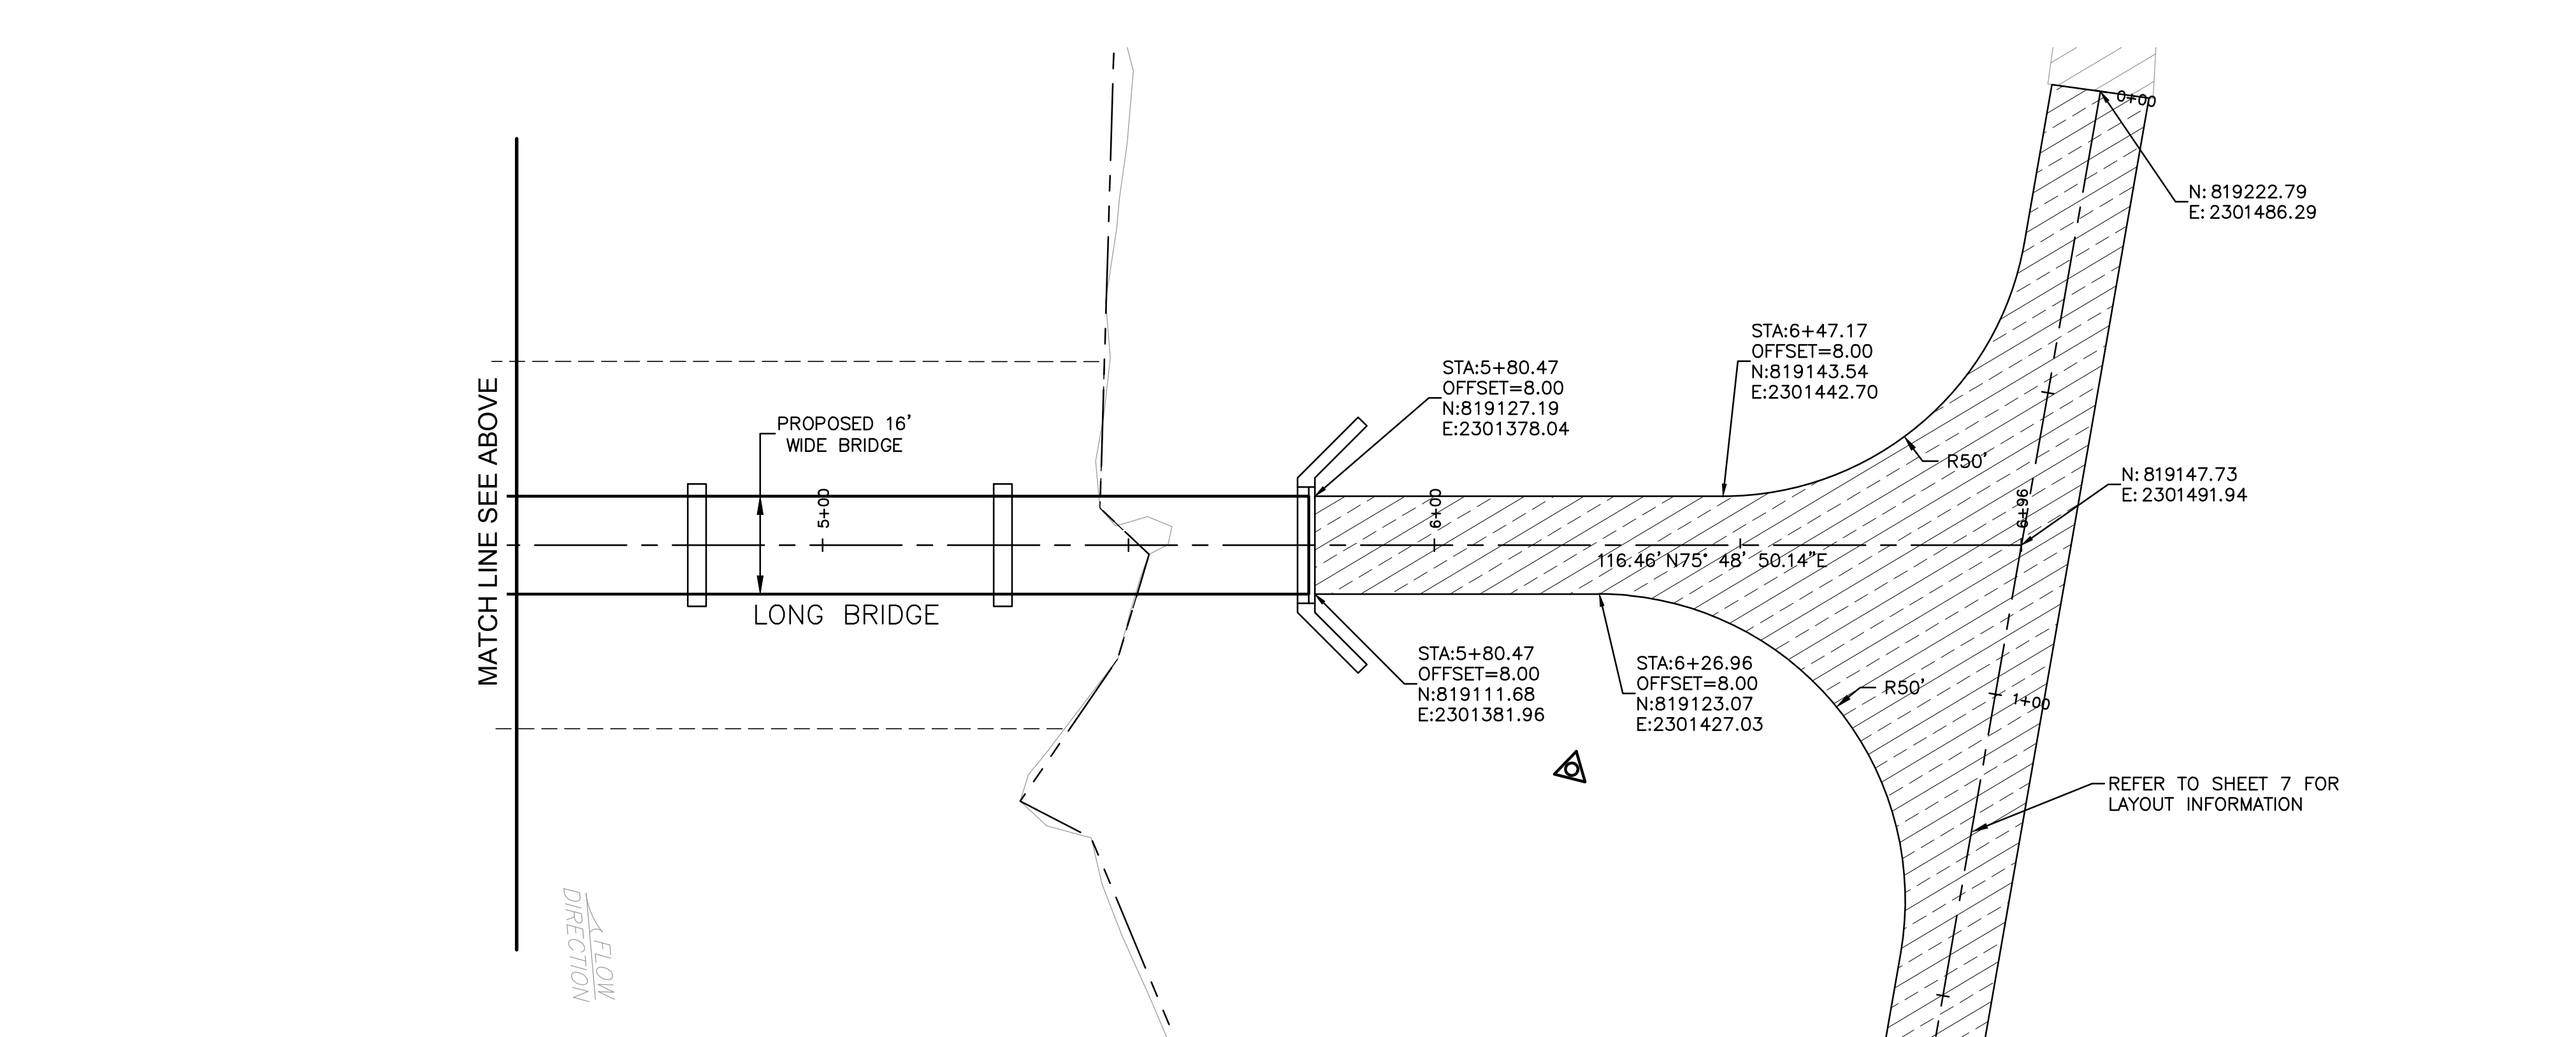 0+00
N: 819222.79
E: 2301486.29
STA:6+47.17
OFFSET=8.00
N:819143.54
E:2301442.70
STA:5+80.47
OFFSET=8.00
N:819127.19
E:2301378.04
MATCH LINE SEE ABOVE
PROPOSED 16'
WIDE BRIDGE
R50'
N: 819147.73
E: 2301491.94
5+00
6+00
6+96
116.46' N75° 48' 50.14"E
LONG BRIDGE
STA:5+80.47
OFFSET=8.00
N:819111.68
E:2301381.96
STA:6+26.96
OFFSET=8.00
N:819123.07
E:2301427.03
R50'
1+00
REFER TO SHEET 7 FOR
LAYOUT INFORMATION
FLOW
DIRECTION